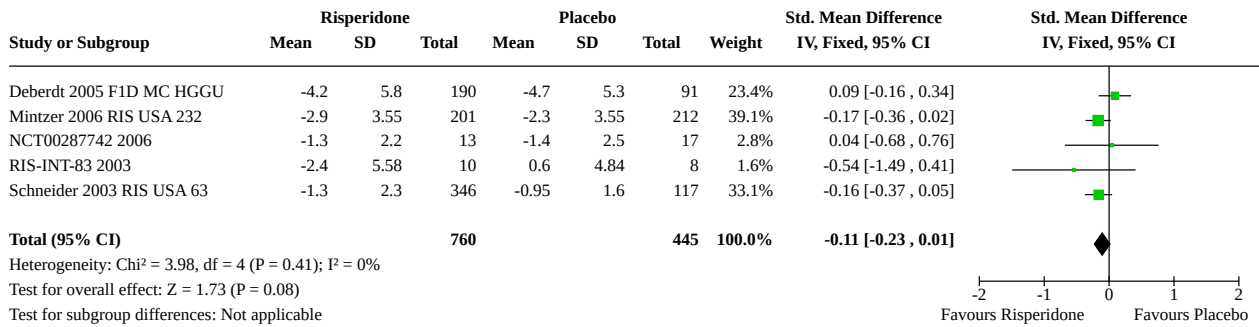 Risperidone Placebo Std. Mean Difference Std. Mean Difference
Study or Subgroup Mean SD Total Mean SD Total Weight IV, Fixed, 95% CI IV, Fixed, 95% CI
Deberdt 2005 F1D MC HGGU -4.2 5.8 190 -4.7 5.3 91 23.4% 0.09 [-0.16 , 0.34]
Mintzer 2006 RIS USA 232 -2.9 3.55 201 -2.3 3.55 212 39.1% -0.17 [-0.36 , 0.02]
NCT00287742 2006 -1.3 2.2 13 -1.4 2.5 17 2.8% 0.04 [-0.68 , 0.76]
RIS-INT-83 2003 -2.4 5.58 10 0.6 4.84 8 1.6% -0.54 [-1.49 , 0.41]
Schneider 2003 RIS USA 63 -1.3 2.3 346 -0.95 1.6 117 33.1% -0.16 [-0.37 , 0.05]
Total (95% CI) 760 445 100.0% -0.11 [-0.23 , 0.01]
Heterogeneity: Chi² = 3.98, df = 4 (P = 0.41); I² = 0%
Test for overall effect: Z = 1.73 (P = 0.08)
-2 -1 0 1 2
Test for subgroup differences: Not applicable Favours Risperidone Favours Placebo